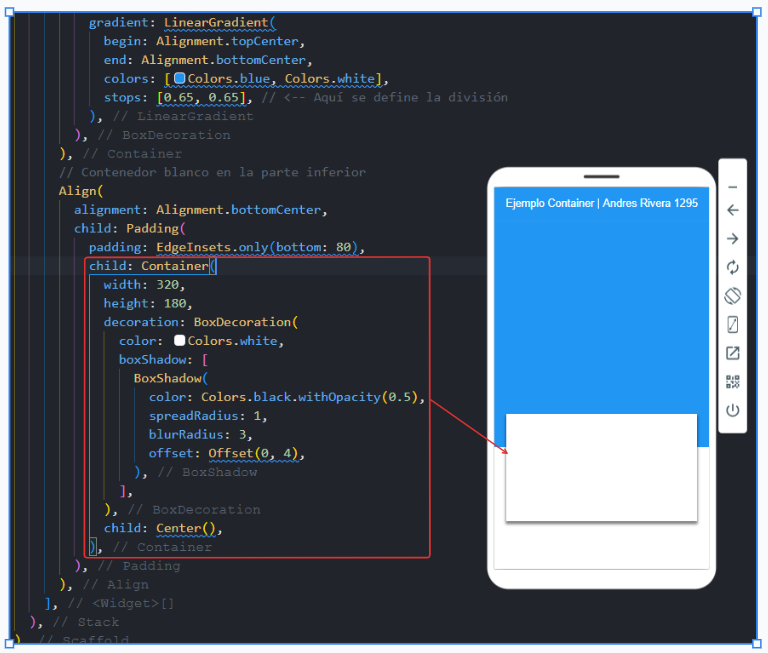 gradient: LinearGradient(
begin: Alignment.topCenter,
end: Alignment.bottomCenter,
colors: [Colors.blue, Colors.white],
stops: [0.65, 0.65], // <-- Aquí se define la división
), // LinearGradient
), // BoxDecoration
), // Container
// Contenedor blanco en la parte inferior
Align(
alignment: Alignment.bottomCenter,
child: Padding(
padding: EdgeInsets.only(bottom: 80),
child: Container(
width: 320,
height: 180,
decoration: BoxDecoration(
color: Colors.white,
boxShadow: [
BoxShadow(
color: Colors.black.withOpacity(0.5),
spreadRadius: 1,
blurRadius: 3,
offset: Offset(0, 4),
), // BoxShadow
],
), // BoxDecoration
child: Center(),
), // Container
), // Padding
), // Align
], // <Widget>[]
), // Stack
) // Scaffold
Ejemplo Container | Andres Rivera 1295